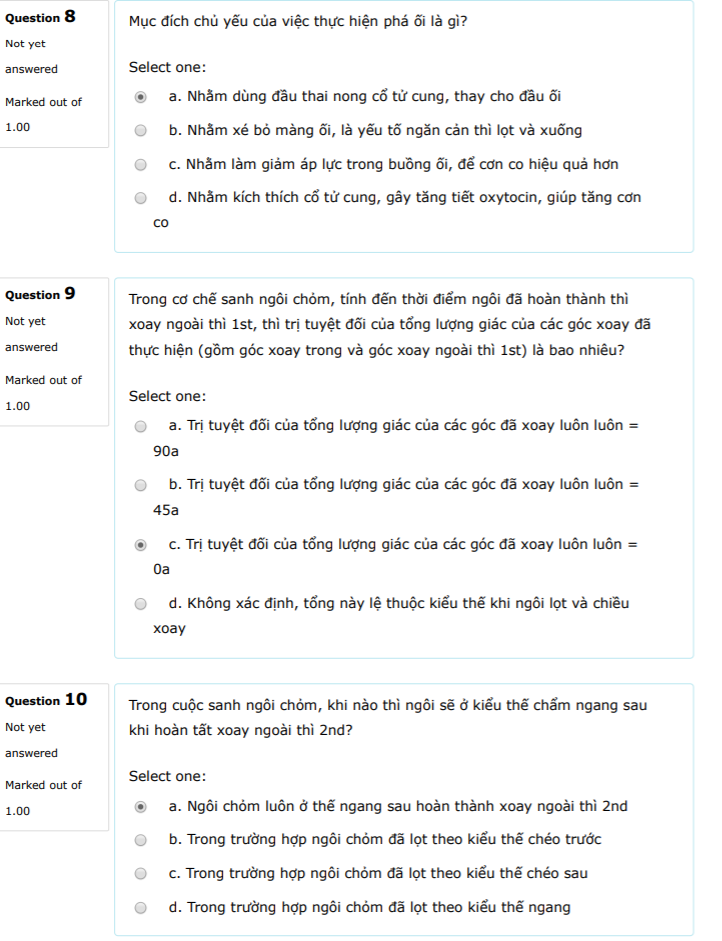 Question 8
Not yet
answered
Marked out of
1.00
Mục đích chủ yếu của việc thực hiện phá ối là gì?
Select one:
a. Nhằm dùng đầu thai nong cổ tử cung, thay cho đầu ối
b. Nhằm xé bỏ màng ối, là yếu tố ngăn cản thì lọt và xuống
c. Nhằm làm giảm áp lực trong buồng ối, để cơn co hiệu quả hơn
d. Nhằm kích thích cổ tử cung, gây tăng tiết oxytocin, giúp tăng cơn
co
Question 9
Not yet
answered
Marked out of
1.00
Trong cơ chế sanh ngôi chỏm, tính đến thời điểm ngôi đã hoàn thành thì
xoay ngoài thì 1st, thì trị tuyệt đối của tổng lượng giác của các góc xoay đã
thực hiện (gồm góc xoay trong và góc xoay ngoài thì 1st) là bao nhiêu?
Select one:
a. Trị tuyệt đối của tổng lượng giác của các góc đã xoay luôn luôn =
90a
b. Trị tuyệt đối của tổng lượng giác của các góc đã xoay luôn luôn =
45a
c. Trị tuyệt đối của tổng lượng giác của các góc đã xoay luôn luôn =
0a
d. Không xác định, tổng này lệ thuộc kiểu thế khi ngôi lọt và chiều
xoay
Question 10
Not yet
answered
Marked out of
1.00
Trong cuộc sanh ngôi chỏm, khi nào thì ngôi sẽ ở kiểu thế chẩm ngang sau
khi hoàn tất xoay ngoài thì 2nd?
Select one:
a. Ngôi chỏm luôn ở thế ngang sau hoàn thành xoay ngoài thì 2nd
b. Trong trường hợp ngôi chỏm đã lọt theo kiểu thế chéo trước
c. Trong trường hợp ngôi chỏm đã lọt theo kiểu thế chéo sau
d. Trong trường hợp ngôi chỏm đã lọt theo kiểu thế ngang